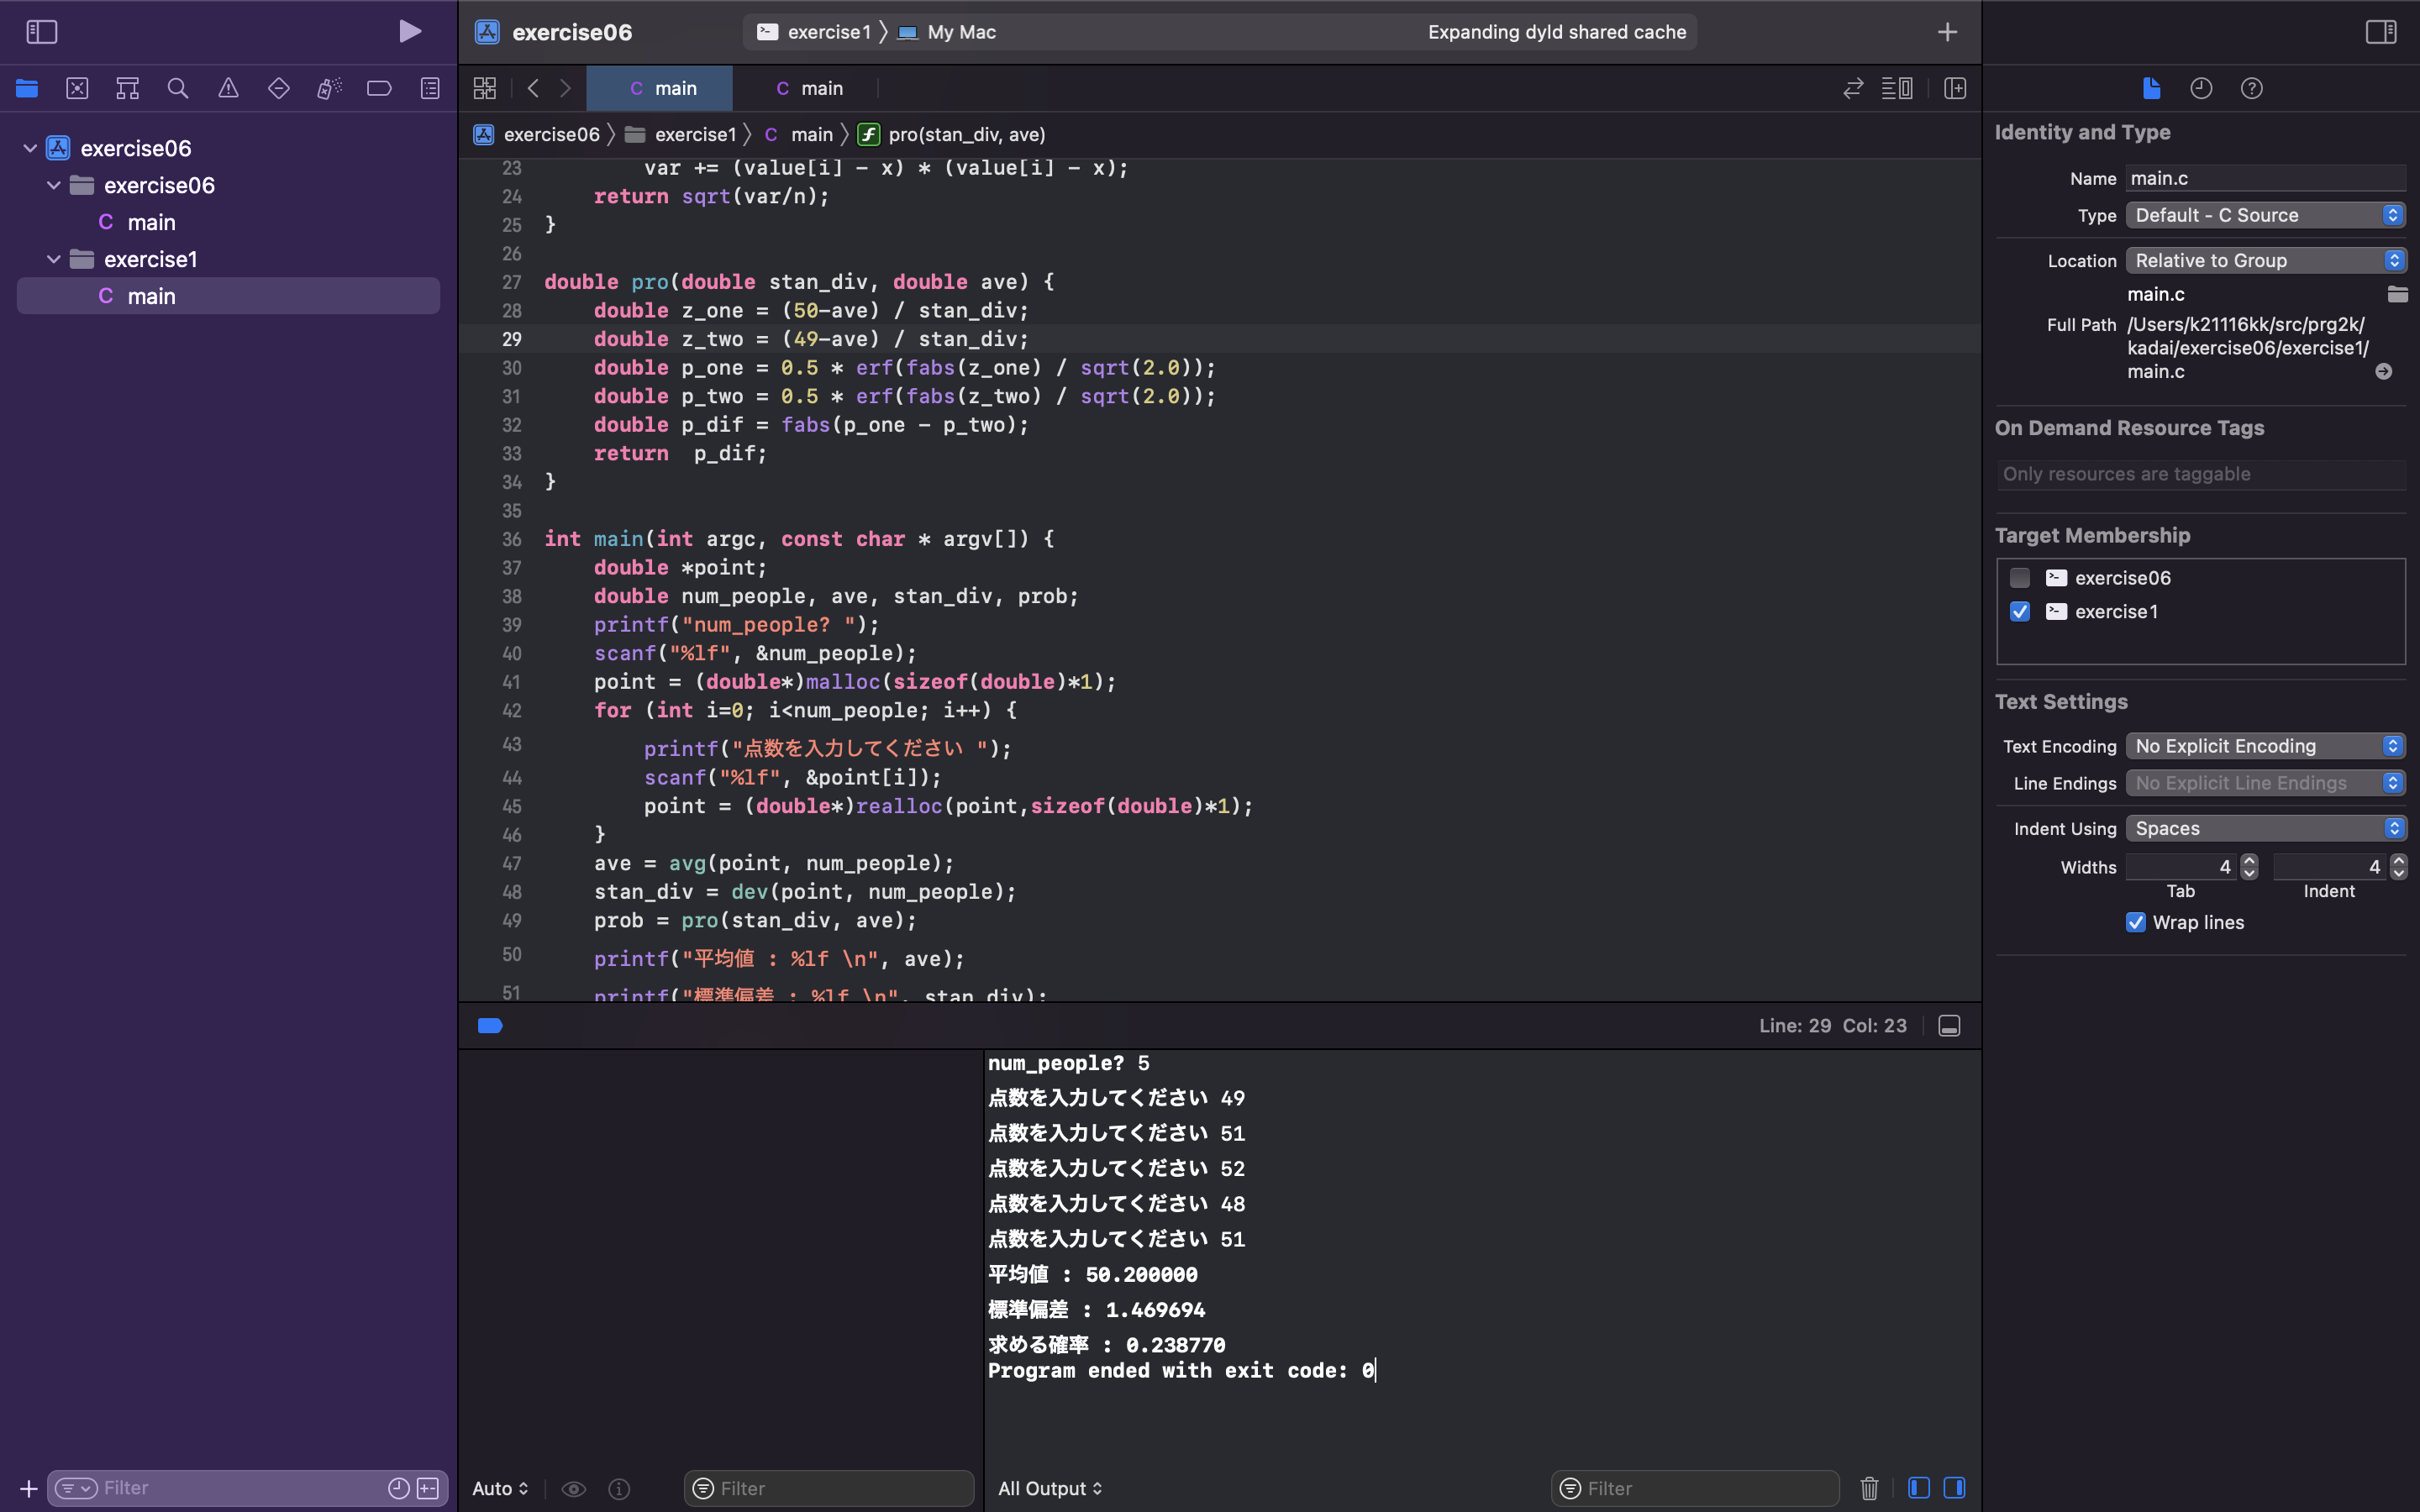 exercise06
exercise1
My Mac
Expanding dyld shared cache
main
main
exercise06
exercise1
C main
pro(stan_div, ave)
exercise06
exercise06
C main
exercise1
C main
23 var += (value[i] - x) * (value[i] - x);
24 return sqrt(var/n);
25 }
26
27 double pro(double stan_div, double ave) {
28 double z_one = (50-ave) / stan_div;
29 double z_two = (49-ave) / stan_div;
30 double p_one = 0.5 * erf(fabs(z_one) / sqrt(2.0));
31 double p_two = 0.5 * erf(fabs(z_two) / sqrt(2.0));
32 double p_dif = fabs(p_one - p_two);
33 return  p_dif;
34 }
35
36 int main(int argc, const char * argv[]) {
37 double *point;
38 double num_people, ave, stan_div, prob;
39 printf("num_people? ");
40 scanf("%lf", &num_people);
41 point = (double*)malloc(sizeof(double)*1);
42 for (int i=0; i<num_people; i++) {
43 printf("点数を入力してください ");
44 scanf("%lf", &point[i]);
45 point = (double*)realloc(point,sizeof(double)*1);
46 }
47 ave = avg(point, num_people);
48 stan_div = dev(point, num_people);
49 prob = pro(stan_div, ave);
50 printf("平均値 : %lf \n", ave);
51 printf("標準偏差 : %lf \n", stan_div);
Line: 29 Col: 23
num_people? 5
点数を入力してください 49
点数を入力してください 51
点数を入力してください 52
点数を入力してください 48
点数を入力してください 51
平均値 : 50.200000
標準偏差 : 1.469694
求める確率 : 0.238770
Program ended with exit code: 0
Filter
Auto
Filter
All Output
Filter
Identity and Type
Name main.c
Type Default - C Source
Location Relative to Group
main.c
Full Path /Users/k21116kk/src/prg2k/
kadai/exercise06/exercise1/
main.c
On Demand Resource Tags
Only resources are taggable
Target Membership
exercise06
exercise1
Text Settings
Text Encoding No Explicit Encoding
Line Endings No Explicit Line Endings
Indent Using Spaces
Widths 4 4
Tab Indent
Wrap lines